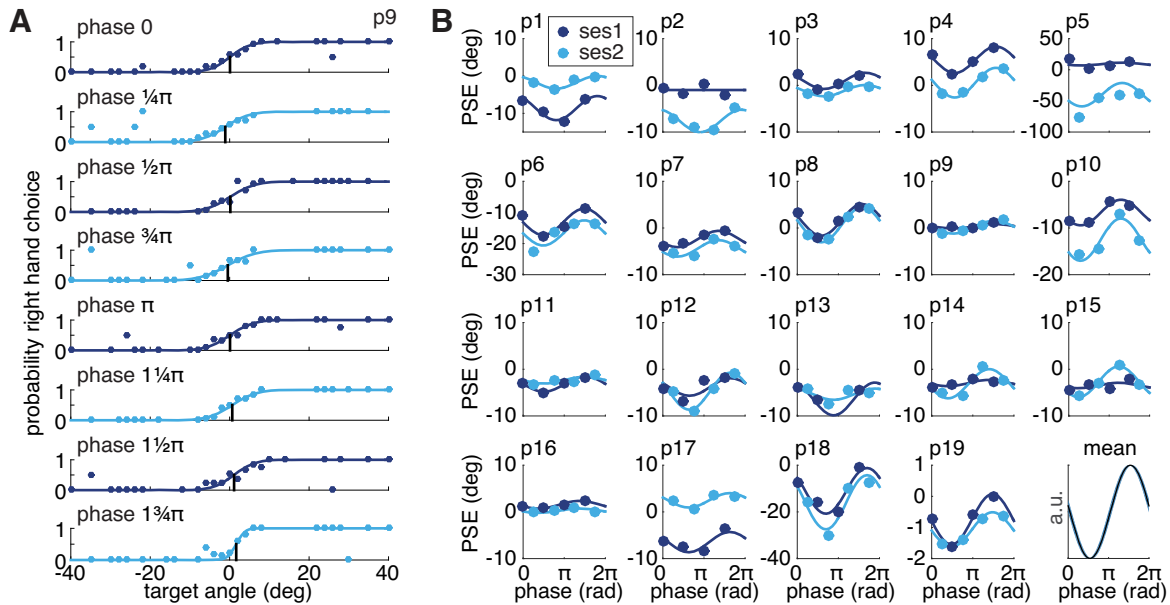 A
p9
phase 0
1
0
phase ¼π
1
0
phase ½π
1
0
phase ¾π
1
0
phase π
1
0
phase 1¼π
1
0
phase 1½π
1
0
phase 1¾π
1
0
-40 -20 0 20 40
target angle (deg)
probability right hand choice
B
ses1
ses2
p1 p2 p3 p4 p5
PSE (deg)
10 0 -10
10 0 -10
10 0 -10
10 0 -10
50 0 -50 -100
p6 p7 p8 p9 p10
PSE (deg)
0 -10 -20 -30
10 0 -10
10 0 -10
10 0 -10
0 -10 -20
p11 p12 p13 p14 p15
PSE (deg)
10 0 -10
10 0 -10
10 0 -10
10 0 -10
10 0 -10
p16 p17 p18 p19 mean
PSE (deg)
10 0 -10
10 0 -10
0 -20 -40
1 0 -1 -2
a.u.
0 π 2π
0 π 2π
0 π 2π
0 π 2π
0 π 2π
phase (rad) phase (rad) phase (rad) phase (rad) phase (rad)